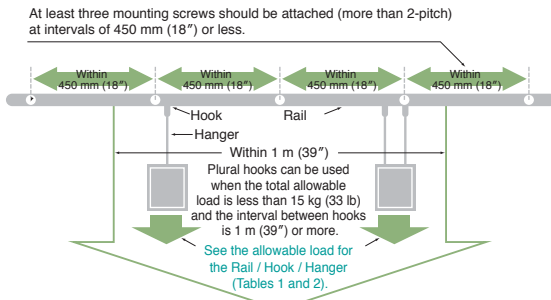 At least three mounting screws should be attached (more than 2-pitch)
at intervals of 450 mm (18″) or less.
Within
450 mm (18″)
Within
450 mm (18″)
Within
450 mm (18″)
Within
450 mm (18″)
Hook
Rail
Hanger
Within 1 m (39″)
Plural hooks can be used
when the total allowable
load is less than 15 kg (33 lb)
and the interval between hooks
is 1 m (39″) or more.
See the allowable load for
the Rail / Hook / Hanger
(Tables 1 and 2).